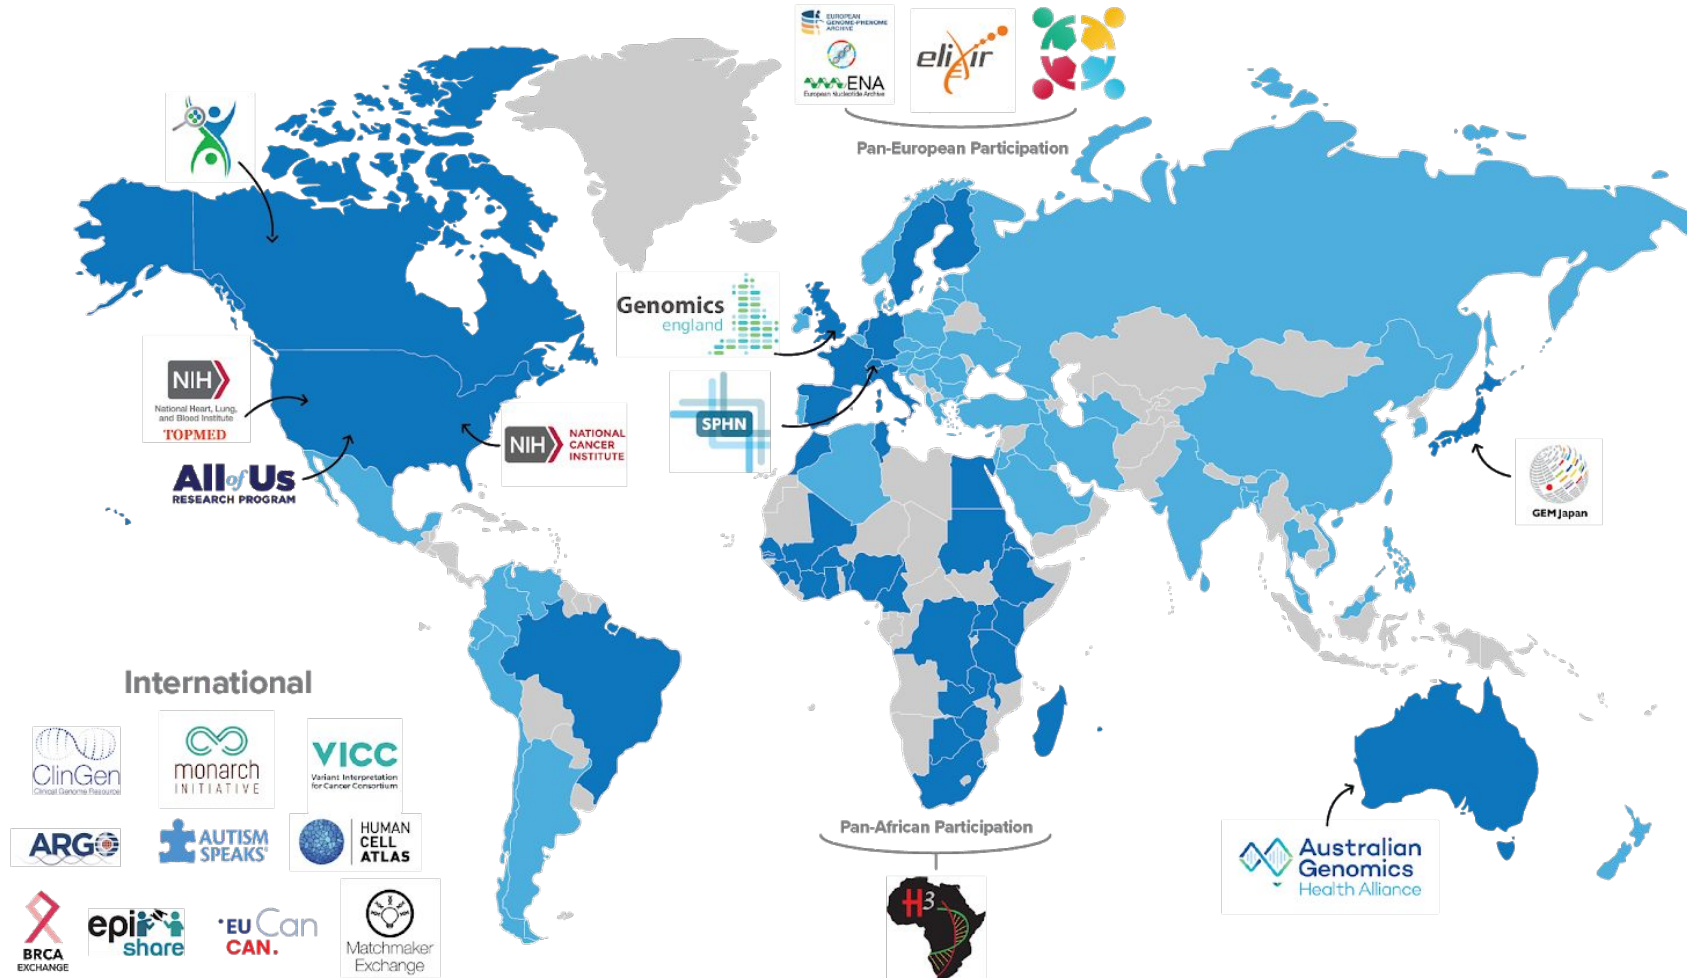 EUROPEAN
GENOME-PHENOME
ARCHIVE
ENA
European Nucleotide Archive
elixir
Pan-European Participation
Genomics
england
NIH
National Heart, Lung,
and Blood Institute
TOPMED
SPHN
NIH
NATIONAL
CANCER
INSTITUTE
All of Us
RESEARCH PROGRAM
GEM Japan
International
ClinGen
Clinical Genome Resource
monarch
INITIATIVE
VICC
Variant Interpretation
for Cancer Consortium
ARGO
AUTISM
SPEAKS
HUMAN
CELL
ATLAS
BRCA
EXCHANGE
epi
share
EU Can
CAN.
Matchmaker
Exchange
Pan-African Participation
H3
Australian
Genomics
Health Alliance